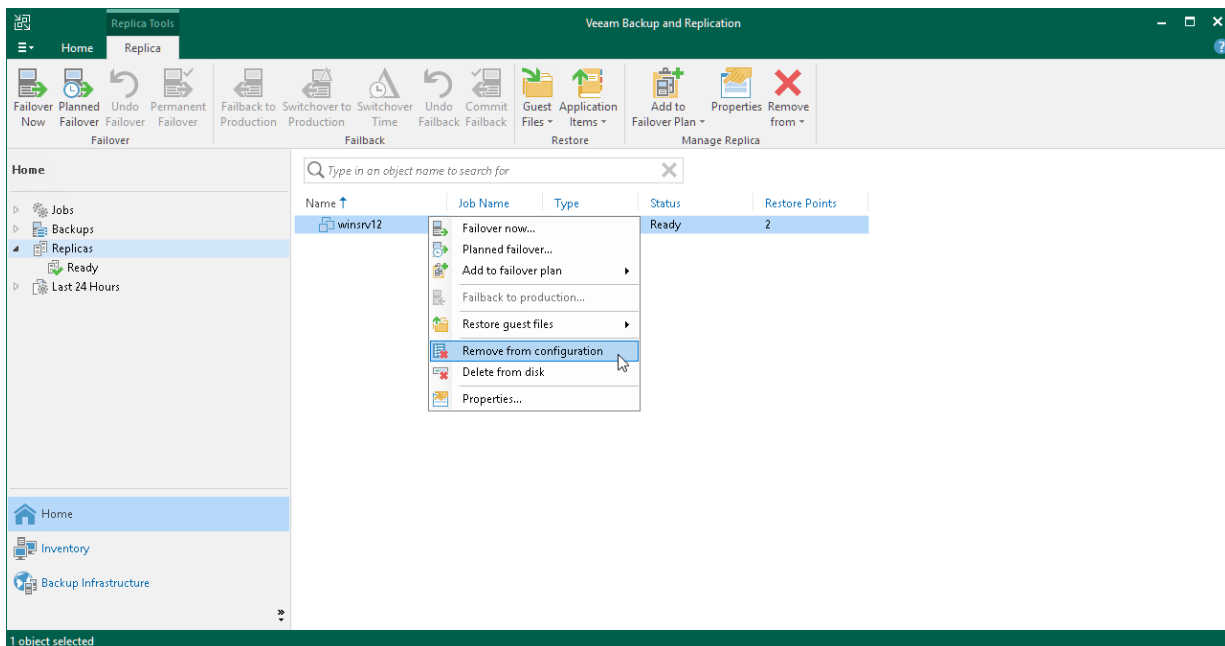 Replica Tools
Veeam Backup and Replication
Home Replica
Failover Now
Planned Failover
Undo Failover
Permanent Failover
Failback to Production
Switchover to Production
Switchover Time
Undo Failback
Commit Failback
Guest Files
Application Items
Add to Failover Plan
Properties
Remove from
Failover
Failback
Restore
Manage Replica
Home
Type in an object name to search for
Jobs
Backups
Replicas
Ready
Last 24 Hours
Name Job Name Type Status Restore Points
winsrv12 Ready 2
Failover now...
Planned failover...
Add to failover plan
Failback to production...
Restore guest files
Remove from configuration
Delete from disk
Properties...
Home
Inventory
Backup Infrastructure
1 object selected